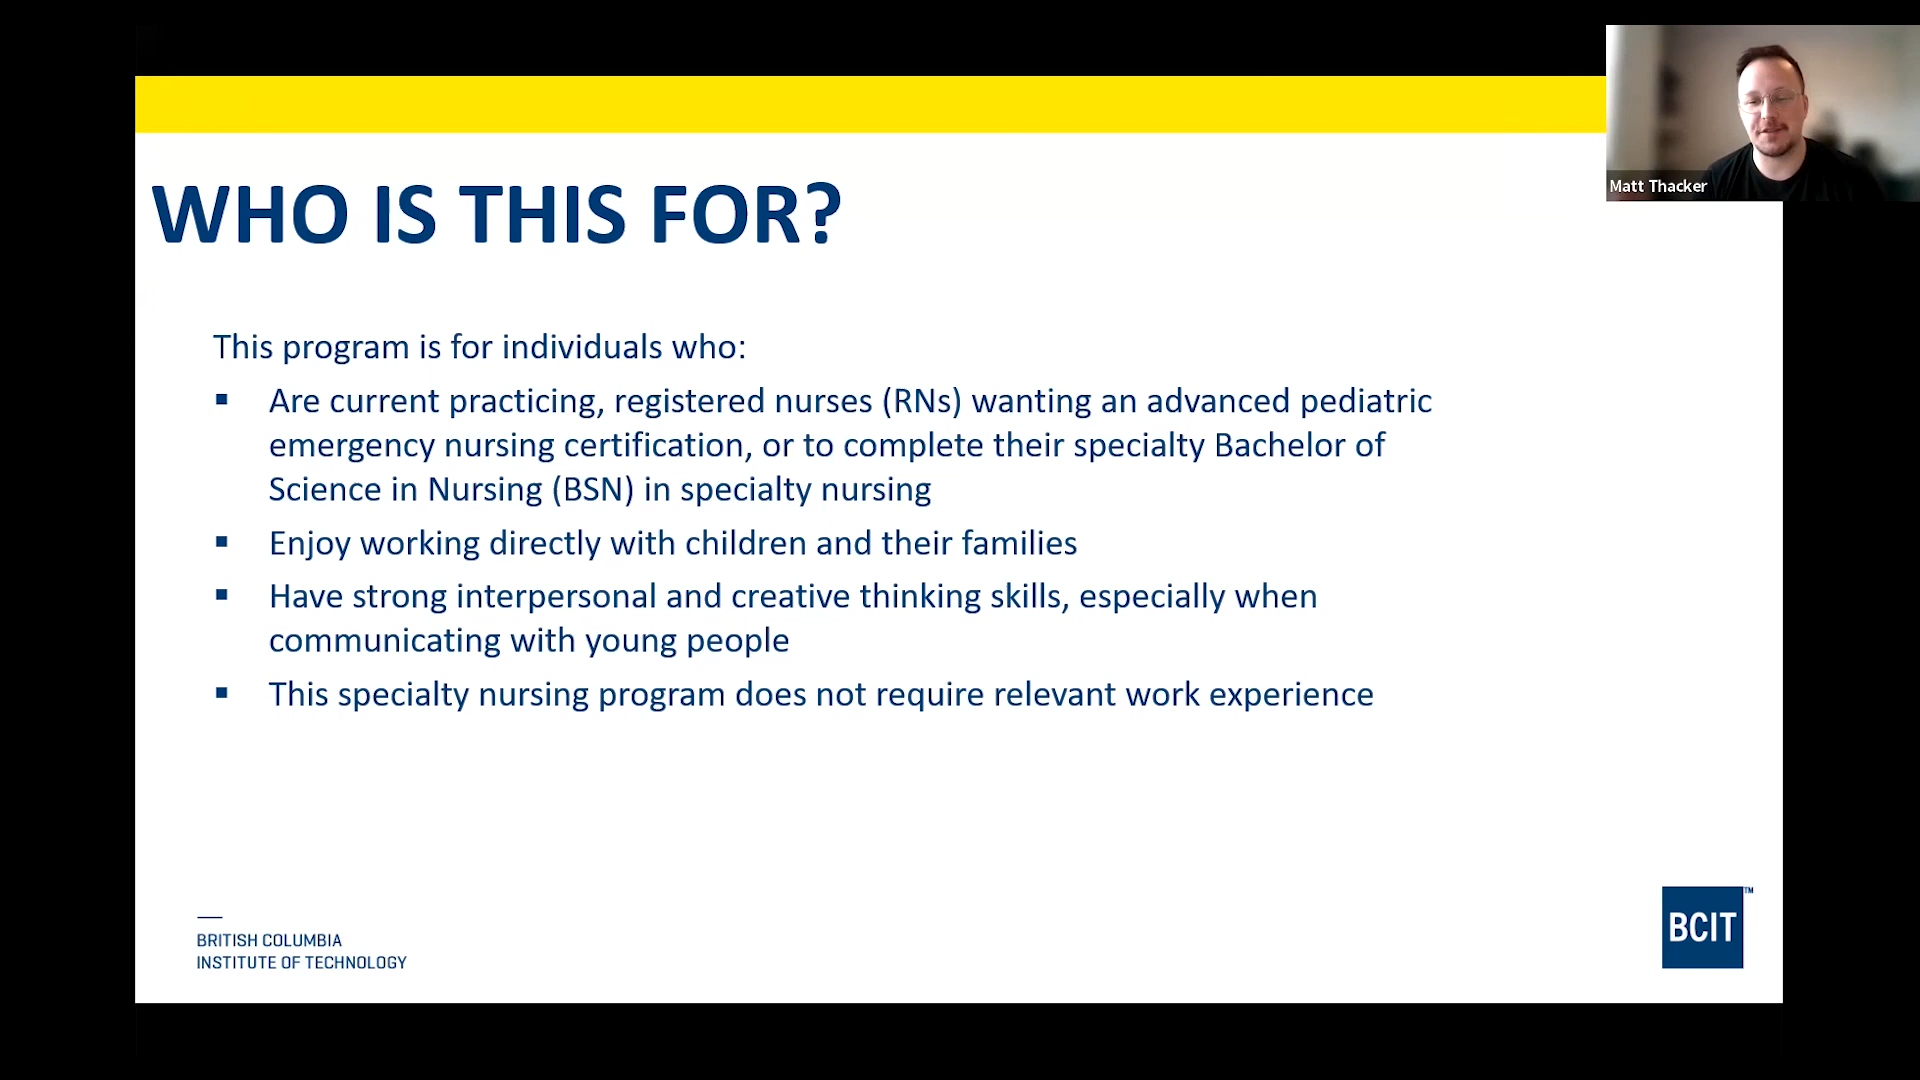 WHO IS THIS FOR?
Matt Thacker
This program is for individuals who:
▪ Are current practicing, registered nurses (RNs) wanting an advanced pediatric
emergency nursing certification, or to complete their specialty Bachelor of
Science in Nursing (BSN) in specialty nursing
▪ Enjoy working directly with children and their families
▪ Have strong interpersonal and creative thinking skills, especially when
communicating with young people
▪ This specialty nursing program does not require relevant work experience
BRITISH COLUMBIA
INSTITUTE OF TECHNOLOGY
BCIT™